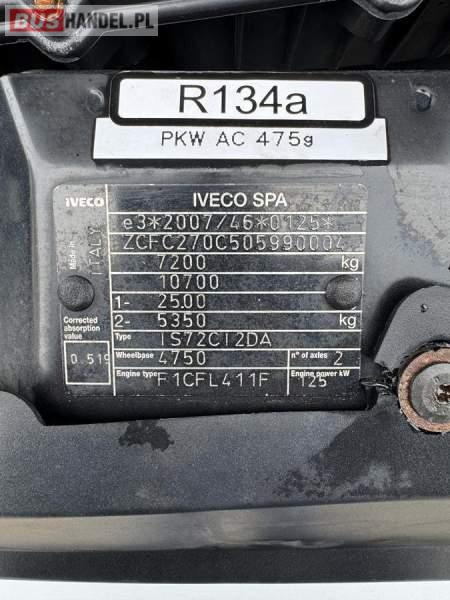 BUSHANDEL.PL
R134a
PKW AC 475g
IVECO
IVECO SPA
e3*2007/46*0125*
Made in ITALY
ZCFC270C505990004
7200 kg
10700
1- 2500
2- 5350 kg
Corrected absorption value
0.519
Type IS72CI2DA
Wheelbase 4750 n° of axles 2
Engine type F1CFL411F Engine power kW 125